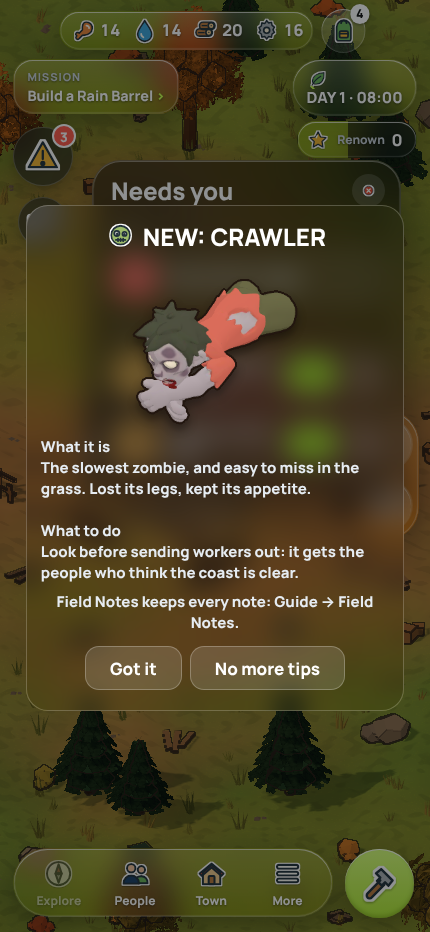 14 14 20 16 4
MISSION
Build a Rain Barrel ›
DAY 1 · 08:00
3
Renown 0
Needs you
NEW: CRAWLER
What it is
The slowest zombie, and easy to miss in the
grass. Lost its legs, kept its appetite.
What to do
Look before sending workers out: it gets the
people who think the coast is clear.
Field Notes keeps every note: Guide → Field
Notes.
Got it No more tips
Explore People Town More